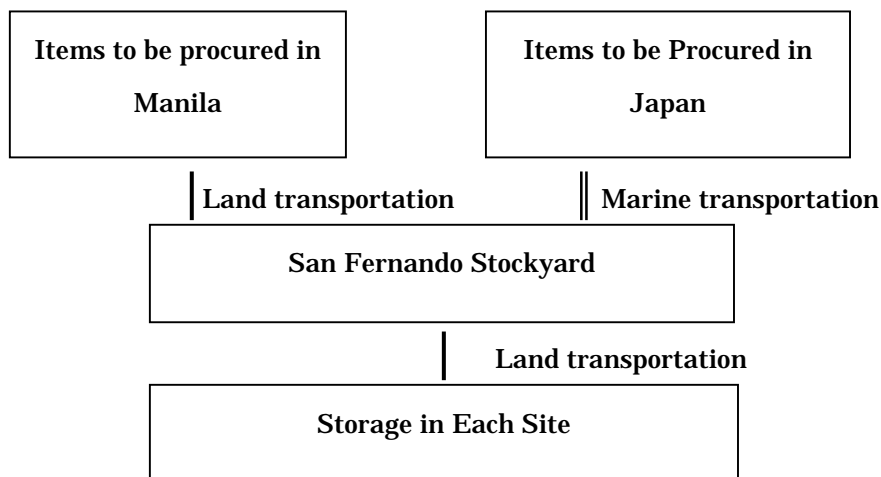 Items to be procured in
Manila
Items to be Procured in
Japan
Land transportation
Marine transportation
San Fernando Stockyard
Land transportation
Storage in Each Site